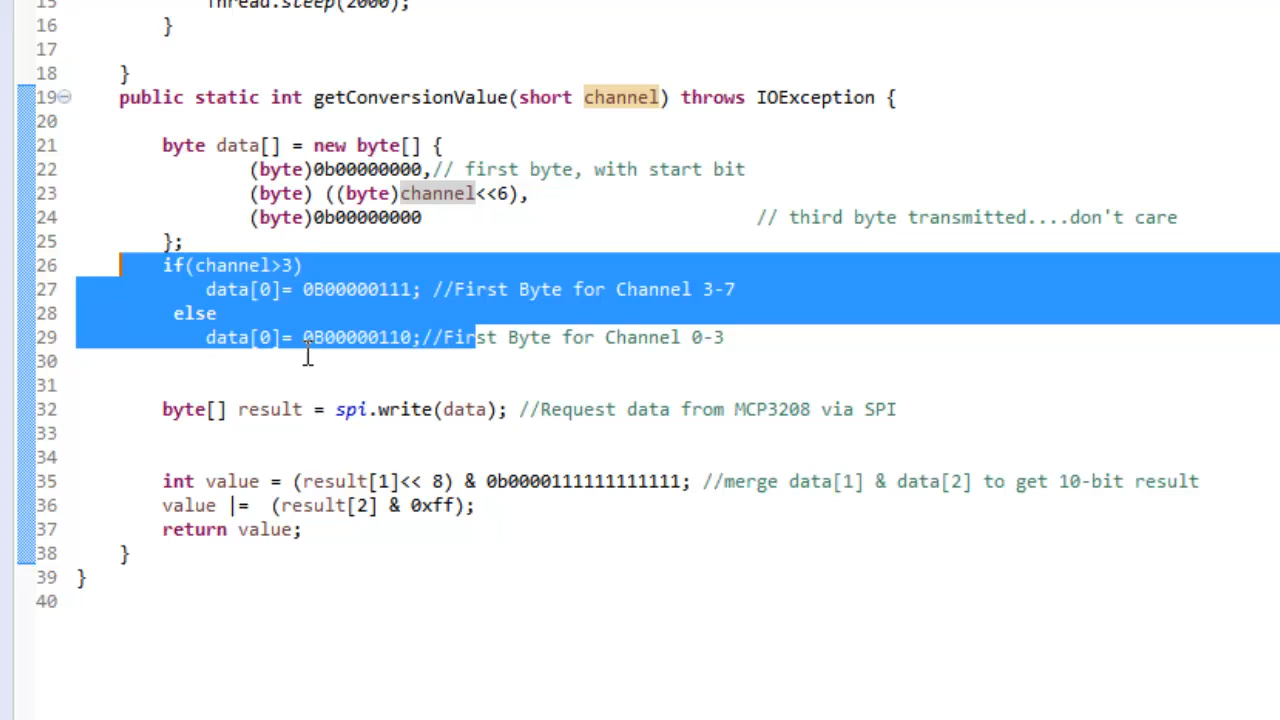 15 Thread.sleep(2000);
16 }
17
18 }
19 public static int getConversionValue(short channel) throws IOException {
20
21 byte data[] = new byte[] {
22 (byte)0b00000000,// first byte, with start bit
23 (byte) ((byte)channel<<6),
24 (byte)0b00000000 // third byte transmitted....don't care
25 };
26 if(channel>3)
27 data[0]= 0B00000111; //First Byte for Channel 3-7
28 else
29 data[0]= 0B00000110;//First Byte for Channel 0-3
30
31
32 byte[] result = spi.write(data); //Request data from MCP3208 via SPI
33
34
35 int value = (result[1]<< 8) & 0b0000111111111111; //merge data[1] & data[2] to get 10-bit result
36 value |= (result[2] & 0xff);
37 return value;
38 }
39 }
40